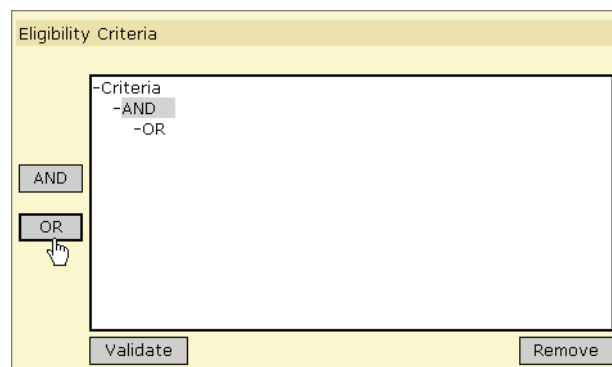 Eligibility Criteria
-Criteria
-AND
-OR
AND
OR
Validate
Remove